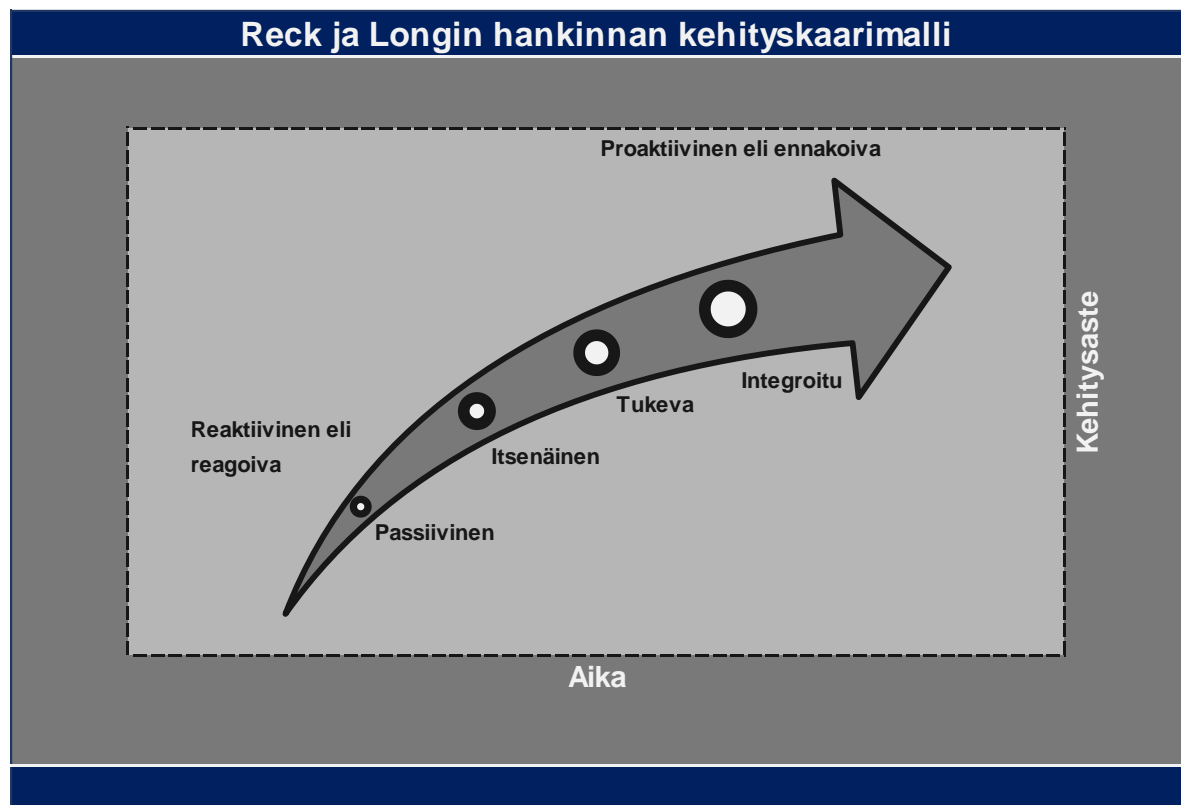 Reck ja Longin hankinnan kehityskaarimalli
Proaktiivinen eli ennakoiva
Integroitu
Tukeva
Reaktiivinen eli
reagoiva
Itsenäinen
Passiivinen
Kehitysaste
Aika